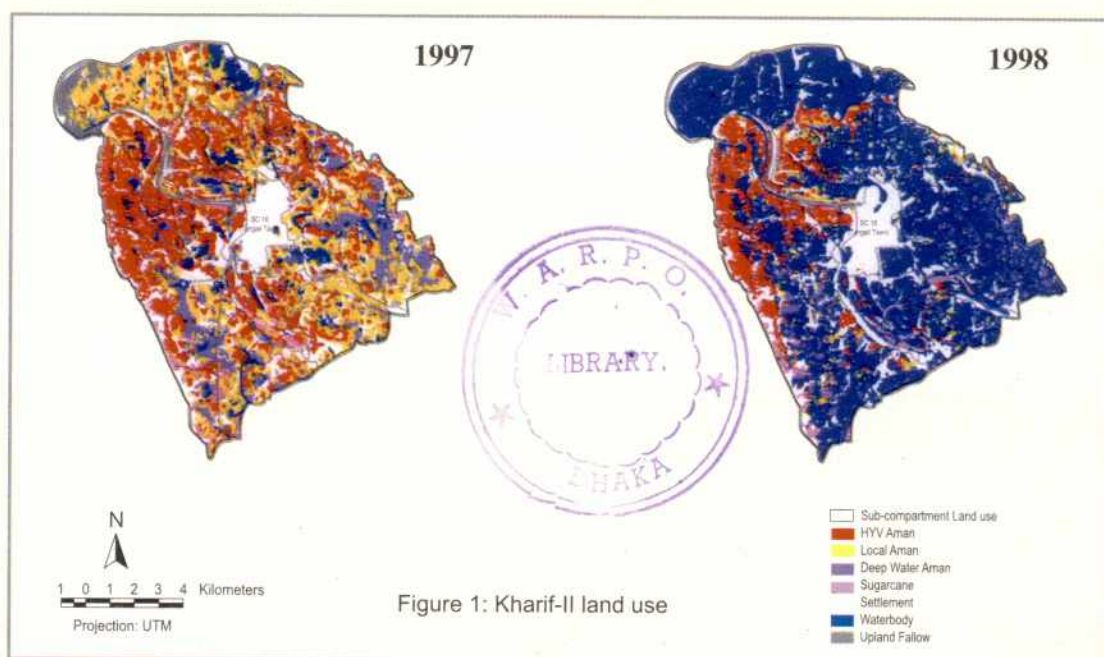 1997
1998
SC 16
W. A. R. P. O.
LIBRARY.
DHAKA
N
1 0 1 2 3 4 Kilometers
Projection: UTM
Figure 1: Kharif-II land use
Sub-compartment Land use
HYV Aman
Local Aman
Deep Water Aman
Sugarcane
Settlement
Waterbody
Upland Fallow